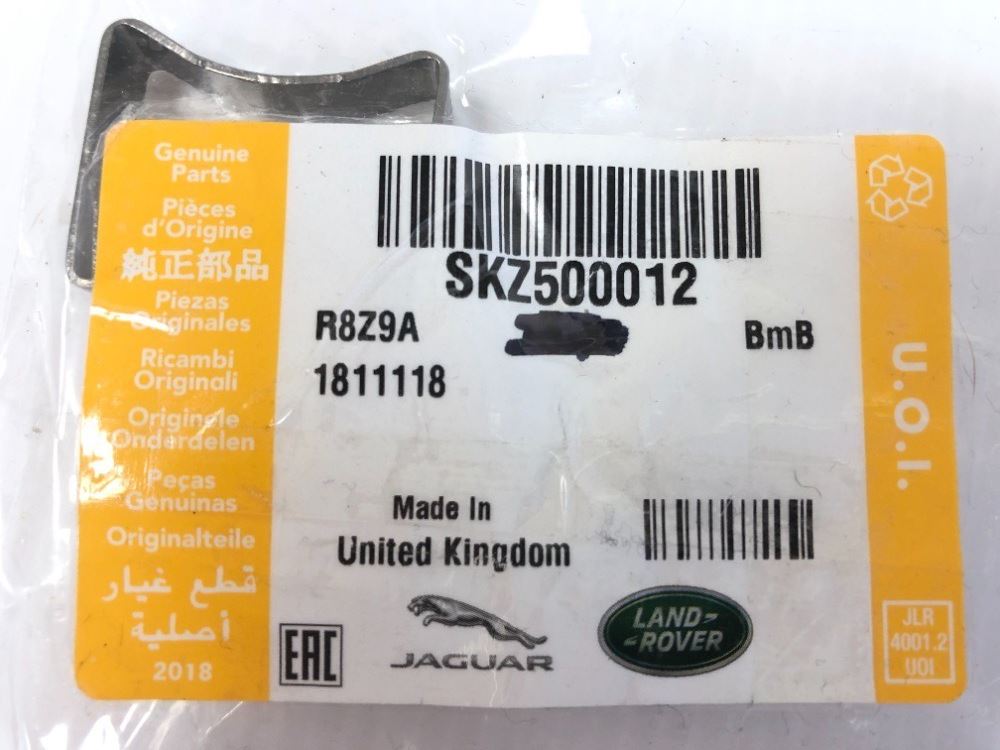 Genuine
Parts
Pièces
d'Origine
純正部品
Piezas
Originales
Ricambi
Originali
Originele
Onderdelen
Peças
Genuinas
Originalteile
قطع غيار
أصلية
2018
SKZ500012
R8Z9A
BmB
1811118
Made In
United Kingdom
EAC
JAGUAR
LAND-
-ROVER
U.O.I.
JLR
4001.2
UOI